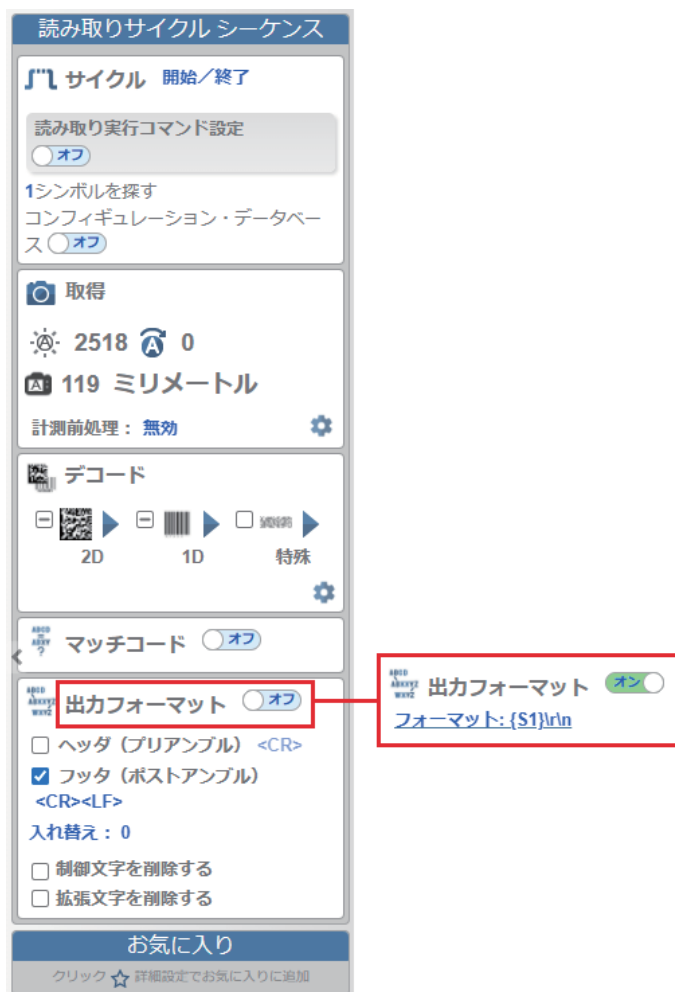 読み取りサイクル シーケンス
サイクル 開始／終了
読み取り実行コマンド設定
オフ
1シンボルを探す
コンフィギュレーション・データベー
ス オフ
取得
2518 0
119 ミリメートル
計測前処理： 無効
デコード
2D 1D 特殊
マッチコード オフ
出力フォーマット オフ
出力フォーマット オン
フォーマット: {S1}\r\n
ヘッダ（プリアンブル） <CR>
フッタ（ポストアンブル）
<CR><LF>
入れ替え： 0
制御文字を削除する
拡張文字を削除する
お気に入り
クリック 詳細設定でお気に入りに追加